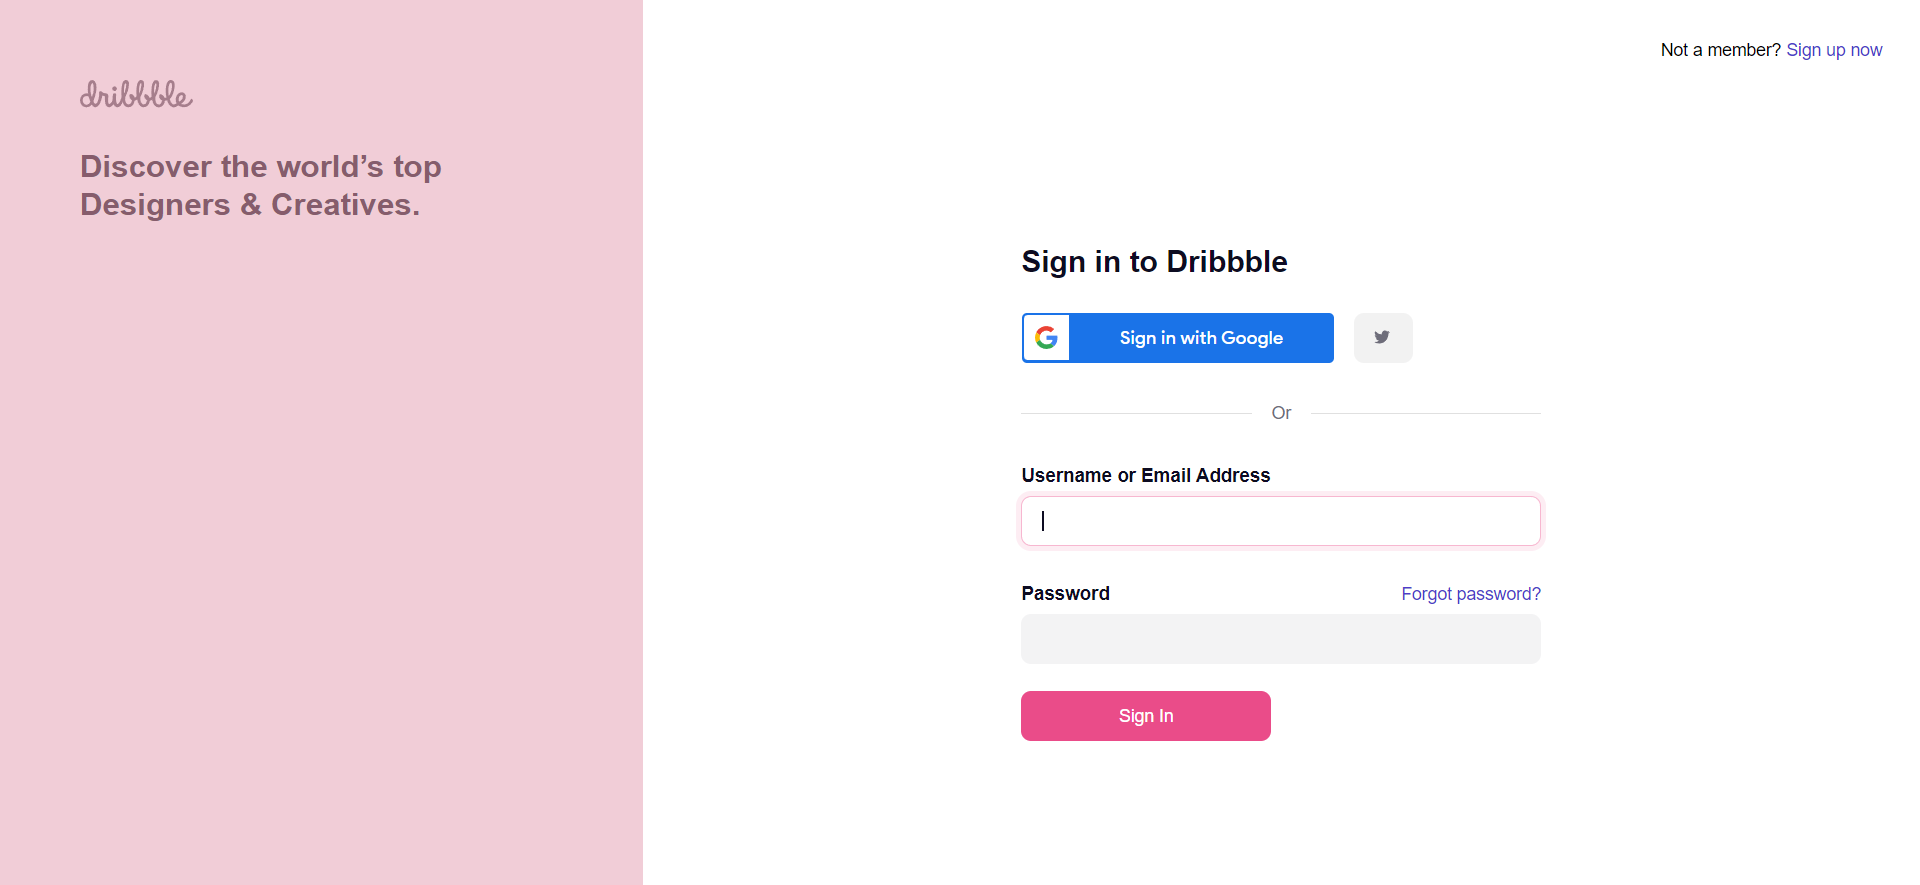 dribbble
Discover the world’s top
Designers & Creatives.
Not a member? Sign up now
Sign in to Dribbble
Sign in with Google
Or
Username or Email Address
Password
Forgot password?
Sign In